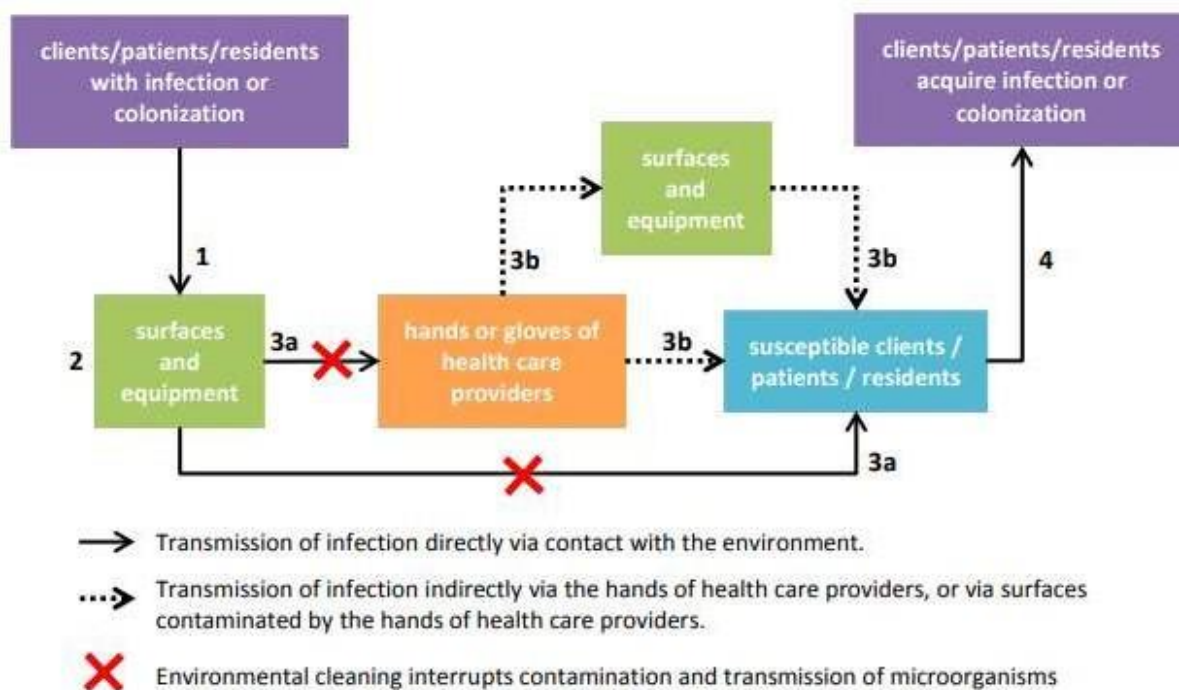 clients/patients/residents
with infection or
colonization
clients/patients/residents
acquire infection or
colonization
surfaces
and
equipment
1
3b
3b
4
2
surfaces
and
equipment
3a
hands or gloves of
health care
providers
3b
susceptible clients /
patients / residents
3a
Transmission of infection directly via contact with the environment.
Transmission of infection indirectly via the hands of health care providers, or via surfaces
contaminated by the hands of health care providers.
Environmental cleaning interrupts contamination and transmission of microorganisms